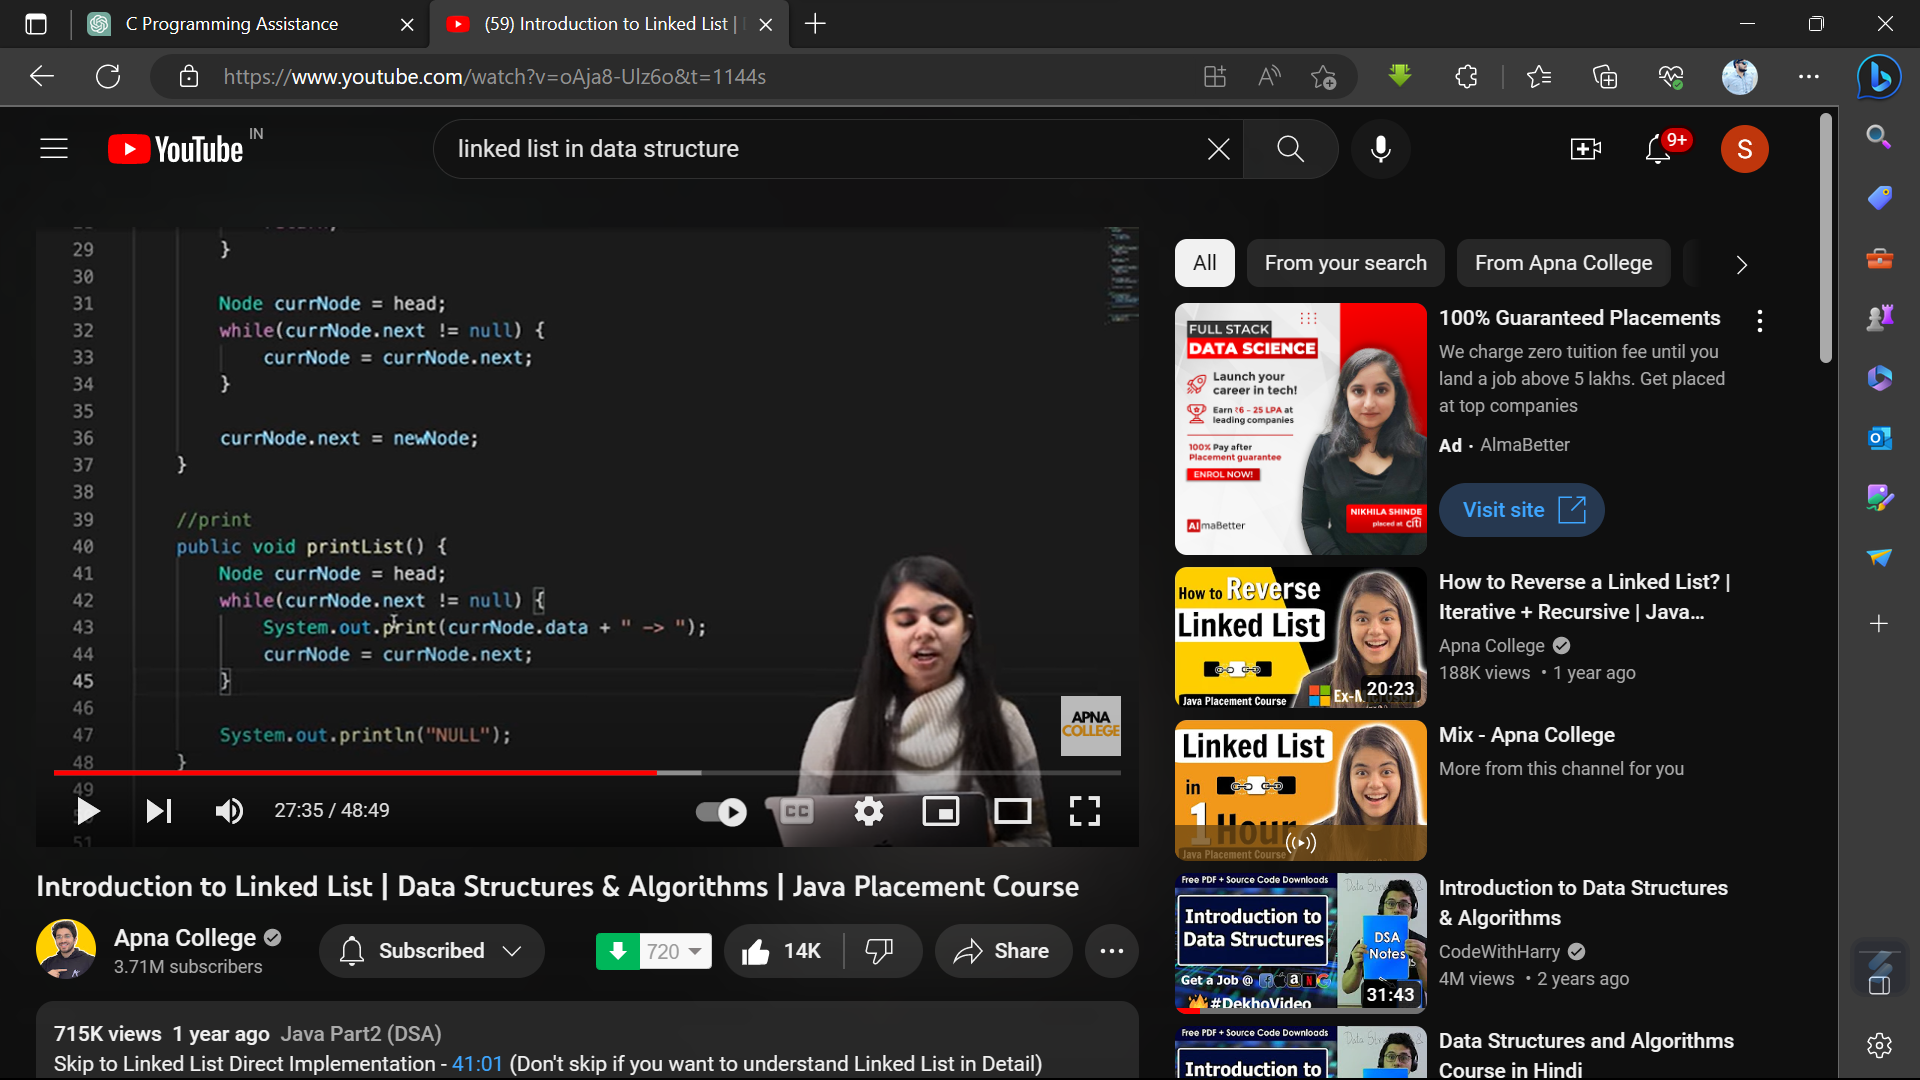 C Programming Assistance
(59) Introduction to Linked List |
https://www.youtube.com/watch?v=oAja8-Ulz6o&t=1144s
YouTube IN
linked list in data structure
9+
S
29 }
30
31 Node currNode = head;
32 while(currNode.next != null) {
33 currNode = currNode.next;
34 }
35
36 currNode.next = newNode;
37 }
38
39 //print
40 public void printList() {
41 Node currNode = head;
42 while(currNode.next != null) {
43 System.out.print(currNode.data + " -> ");
44 currNode = currNode.next;
45 }
46
47 System.out.println("NULL");
48 }
49
51
APNA
COLLEGE
27:35 / 48:49
CC
Introduction to Linked List | Data Structures & Algorithms | Java Placement Course
Apna College
3.71M subscribers
Subscribed
720
14K
Share
715K views 1 year ago Java Part2 (DSA)
Skip to Linked List Direct Implementation - 41:01 (Don't skip if you want to understand Linked List in Detail)
All
From your search
From Apna College
FULL STACK
DATA SCIENCE
Launch your
career in tech!
Earn ₹6 - 25 LPA at
leading companies
100% Pay after
Placement guarantee
ENROL NOW!
AlmaBetter
NIKHILA SHINDE
placed at citi
100% Guaranteed Placements
We charge zero tuition fee until you
land a job above 5 lakhs. Get placed
at top companies
Ad · AlmaBetter
Visit site
How to Reverse
Linked List
Java Placement Course
20:23
How to Reverse a Linked List? |
Iterative + Recursive | Java...
Apna College
188K views • 1 year ago
Linked List
in
1 Hour
Java Placement Course
Mix - Apna College
More from this channel for you
Free PDF + Source Code Downloads
Introduction to
Data Structures
DSA
Notes
Get a Job @
#DekhoVideo
31:43
Introduction to Data Structures
& Algorithms
CodeWithHarry
4M views • 2 years ago
Free PDF + Source Code Downloads
Introduction to
Data Structures and Algorithms
Course in Hindi